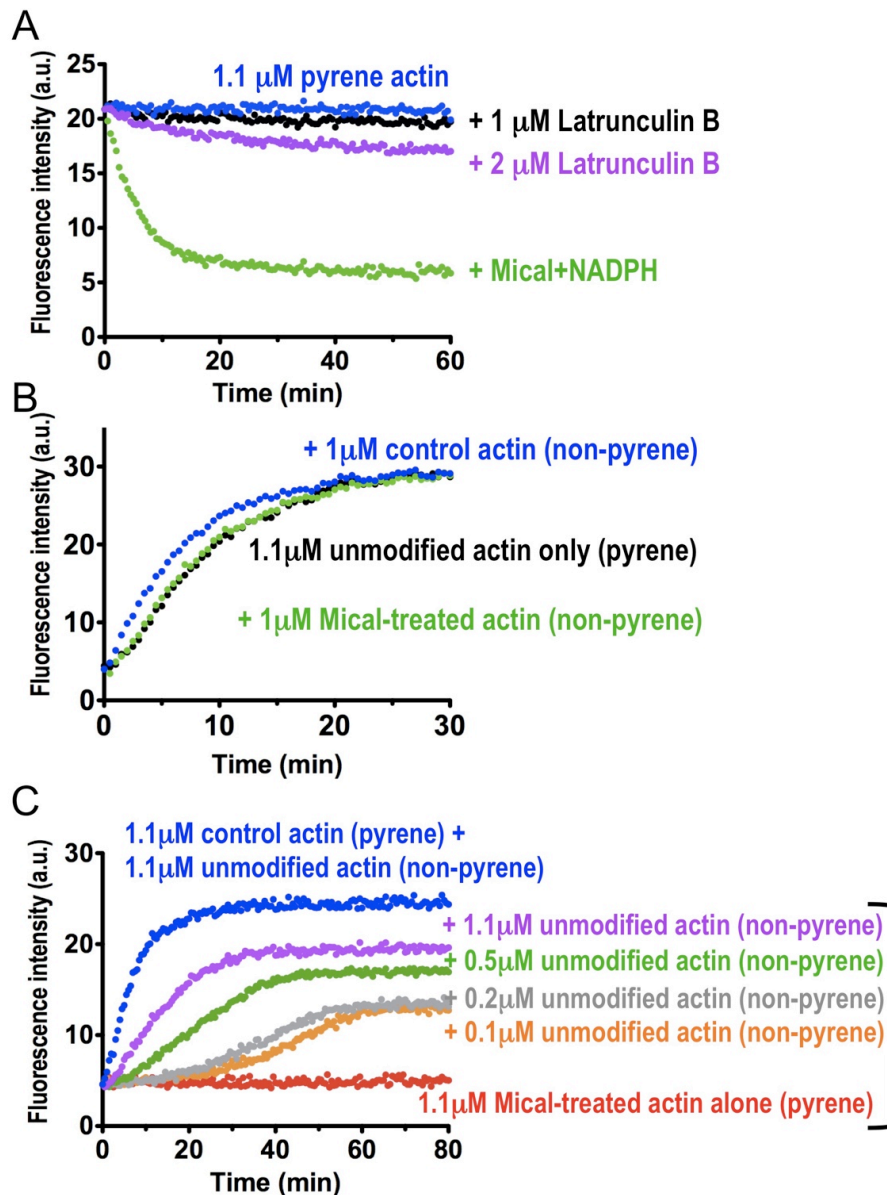 A
Fluorescence intensity (a.u.)
25
20
15
10
5
0
1.1 µM pyrene actin
+ 1 µM Latrunculin B
+ 2 µM Latrunculin B
+ Mical+NADPH
0 20 40 60
Time (min)
B
Fluorescence intensity (a.u.)
30
20
10
0
+ 1µM control actin (non-pyrene)
1.1µM unmodified actin only (pyrene)
+ 1µM Mical-treated actin (non-pyrene)
0 10 20 30
Time (min)
C
Fluorescence intensity (a.u.)
30
20
10
0
1.1µM control actin (pyrene) +
1.1µM unmodified actin (non-pyrene)
+ 1.1µM unmodified actin (non-pyrene)
+ 0.5µM unmodified actin (non-pyrene)
+ 0.2µM unmodified actin (non-pyrene)
+ 0.1µM unmodified actin (non-pyrene)
1.1µM Mical-treated actin alone (pyrene)
0 20 40 60 80
Time (min)